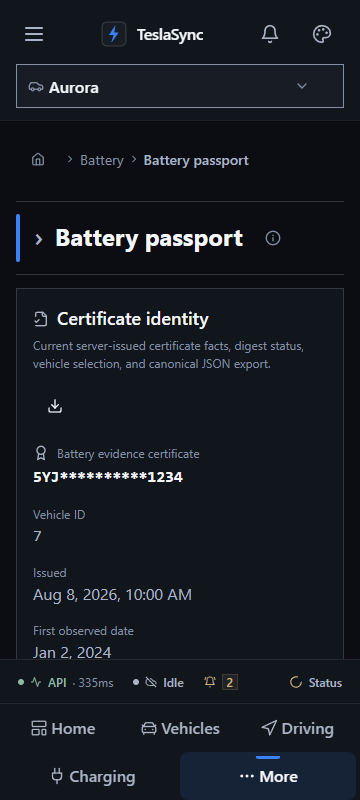 TeslaSync
Aurora
Battery
Battery passport
Battery passport
Certificate identity
Current server-issued certificate facts, digest status,
vehicle selection, and canonical JSON export.
Battery evidence certificate
5YJ**********1234
Vehicle ID
7
Issued
Aug 8, 2026, 10:00 AM
First observed date
Jan 2, 2024
API · 335ms Idle 2 Status
Home Vehicles Driving
Charging More